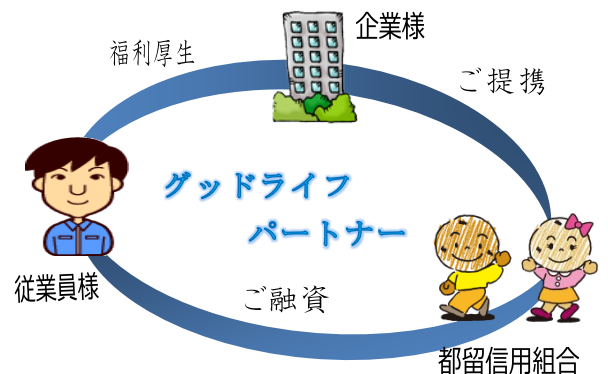 企業様
福利厚生
ご提携
グッドライフ
パートナー
従業員様
ご融資
都留信用組合